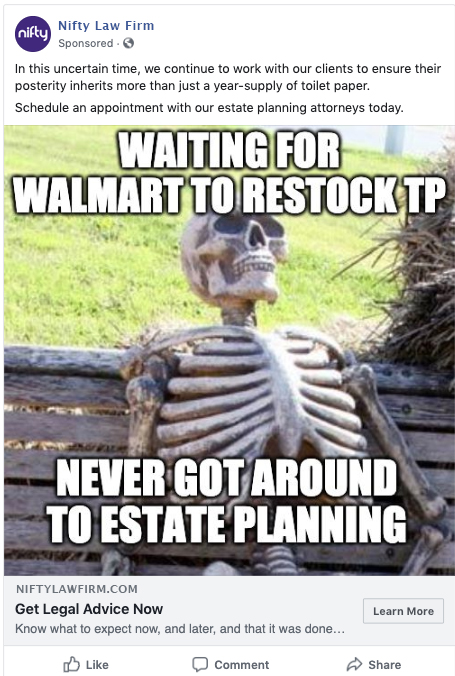 nifty
Nifty Law Firm
Sponsored ·
In this uncertain time, we continue to work with our clients to ensure their
posterity inherits more than just a year-supply of toilet paper.
Schedule an appointment with our estate planning attorneys today.
WAITING FOR
WALMART TO RESTOCK TP
NEVER GOT AROUND
TO ESTATE PLANNING
NIFTYLAWFIRM.COM
Get Legal Advice Now
Learn More
Know what to expect now, and later, and that it was done...
Like
Comment
Share